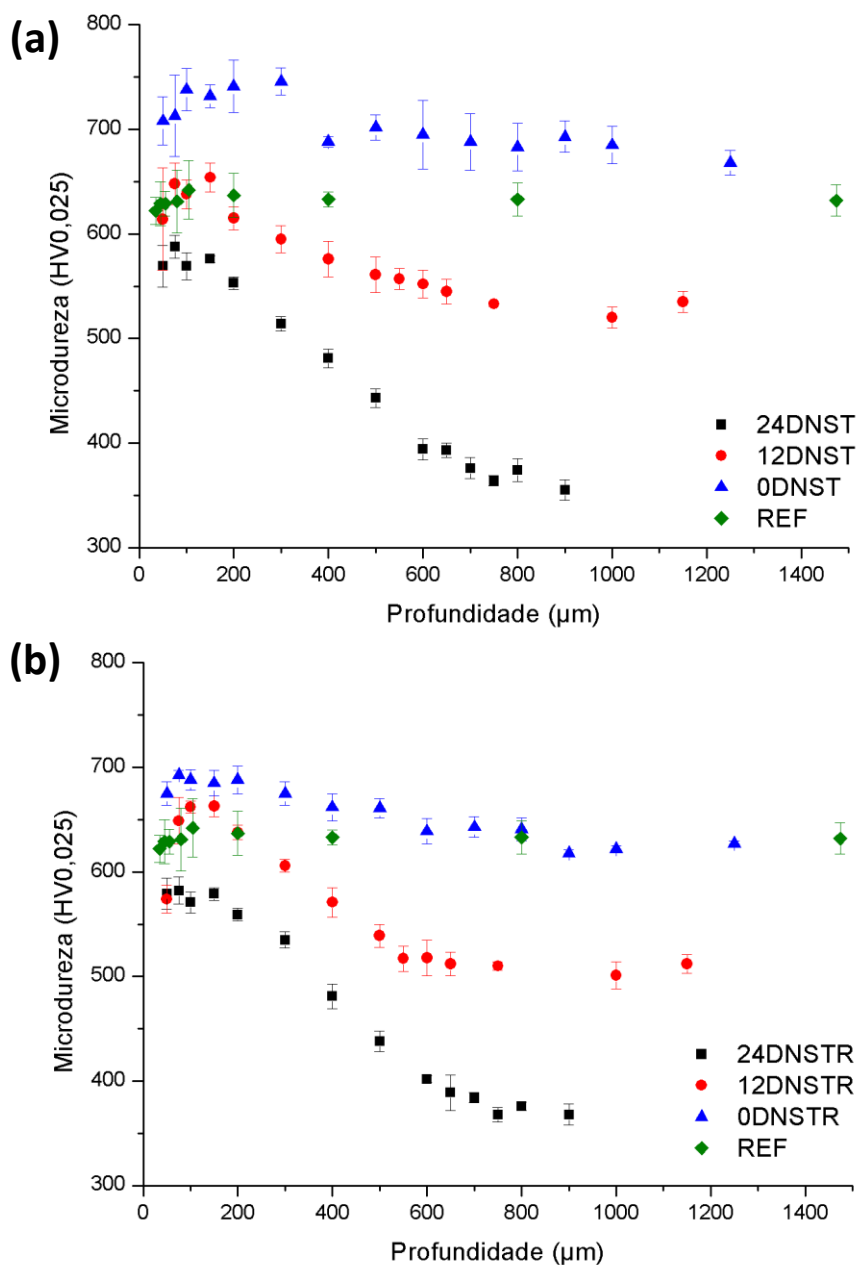 (a)
800
700
600
500
400
300
Microdureza (HV0,025)
24DNST
12DNST
0DNST
REF
0 200 400 600 800 1000 1200 1400
Profundidade (µm)
(b)
800
700
600
500
400
300
Microdureza (HV0,025)
24DNSTR
12DNSTR
0DNSTR
REF
0 200 400 600 800 1000 1200 1400
Profundidade (µm)